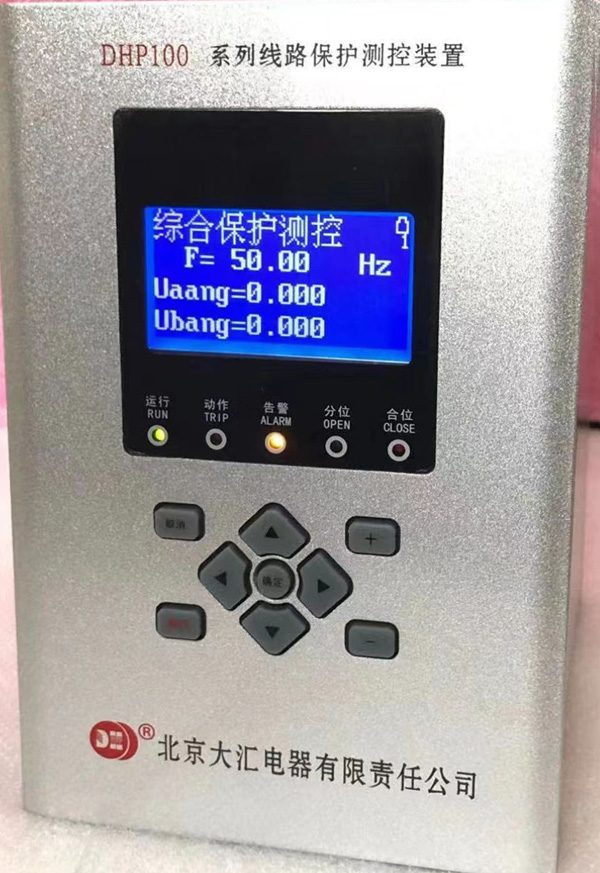 DHP100 系列线路保护测控装置
综合保护测控
F= 50.00 Hz
Uaang=0.000
Ubang=0.000
运行 动作 告警 分位 合位
RUN TRIP ALARM OPEN CLOSE
取消 +
确定
-
® 北京大汇电器有限责任公司